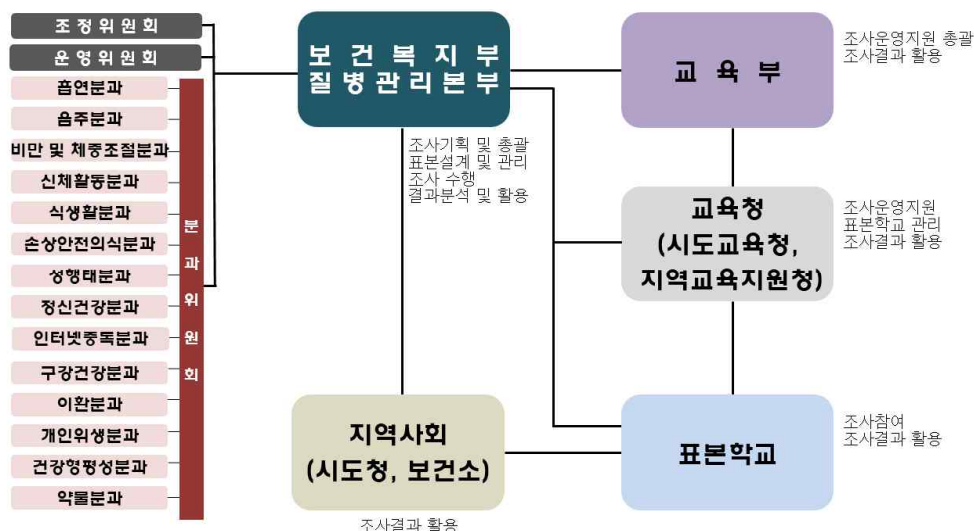 조정위원회
운영위원회
흡연분과
음주분과
비만 및 체중조절분과
신체활동분과
식생활분과
손상안전의식분과
성행태분과
정신건강분과
인터넷중독분과
구강건강분과
이환분과
개인위생분과
건강형평성분과
약물분과
분과위원회
보건복지부
질병관리본부
조사기획 및 총괄
표본설계 및 관리
조사 수행
결과분석 및 활용
교육부
조사운영지원 총괄
조사결과 활용
교육청
(시도교육청,
지역교육지원청)
조사운영지원
표본학교 관리
조사결과 활용
지역사회
(시도청, 보건소)
조사결과 활용
표본학교
조사참여
조사결과 활용